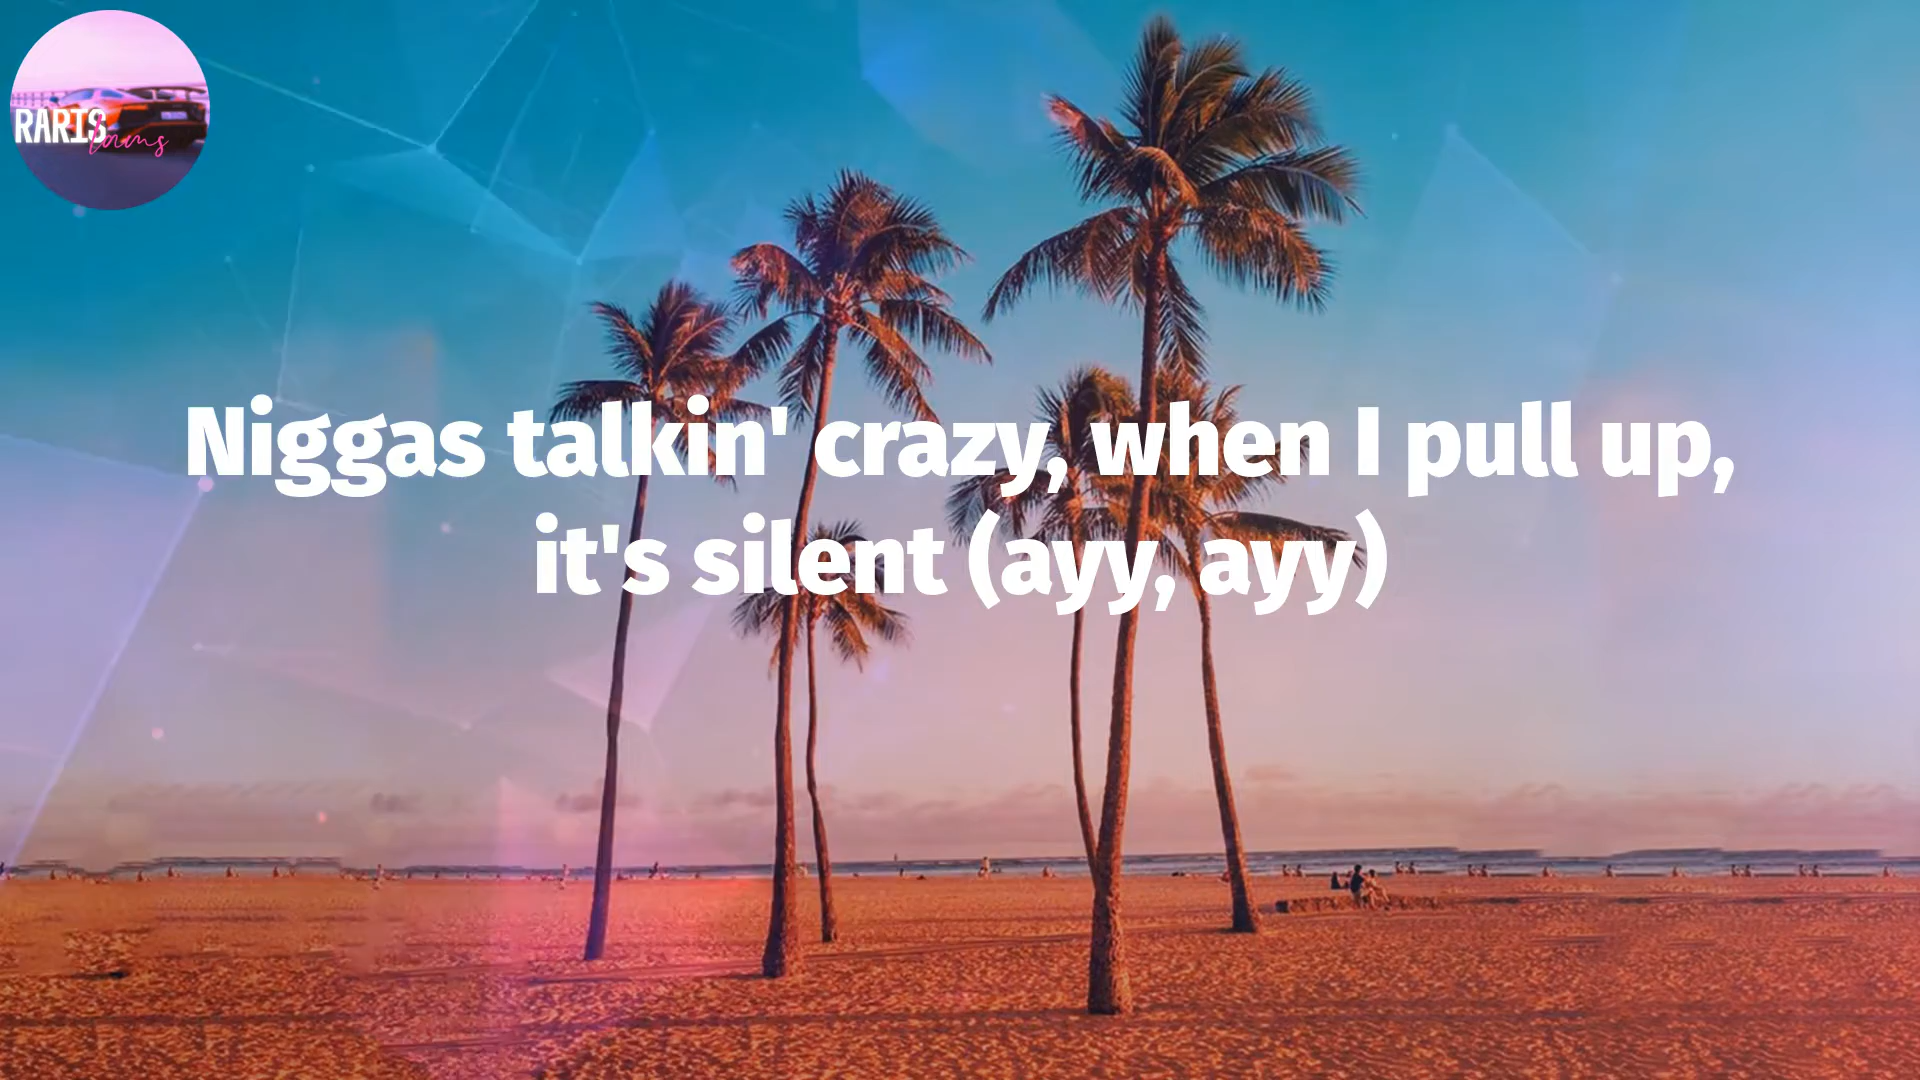 RARIS
Niggas talkin' crazy, when I pull up,
it's silent (ayy, ayy)